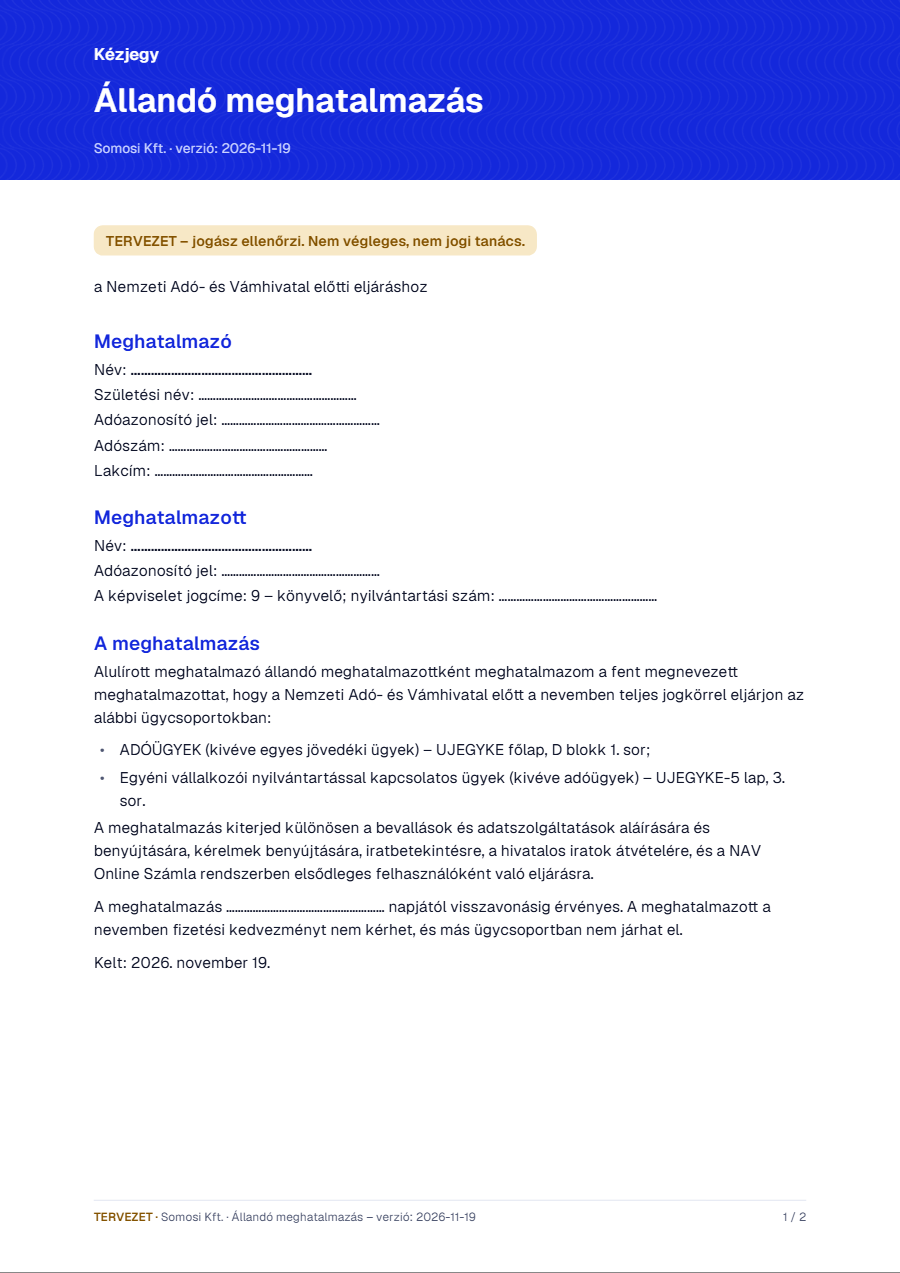 Kézjegy
Állandó meghatalmazás
Somosi Kft. · verzió: 2026-11-19
TERVEZET – jogász ellenőrzi. Nem végleges, nem jogi tanács.
a Nemzeti Adó- és Vámhivatal előtti eljáráshoz
Meghatalmazó
Név: ………………………………………………
Születési név: ………………………………………………
Adóazonosító jel: ………………………………………………
Adószám: ………………………………………………
Lakcím: ………………………………………………
Meghatalmazott
Név: ………………………………………………
Adóazonosító jel: ………………………………………………
A képviselet jogcíme: 9 – könyvelő; nyilvántartási szám: ………………………………………………
A meghatalmazás
Alulírott meghatalmazó állandó meghatalmazottként meghatalmazom a fent megnevezett
meghatalmazottat, hogy a Nemzeti Adó- és Vámhivatal előtt a nevemben teljes jogkörrel eljárjon az
alábbi ügycsoportokban:
• ADÓÜGYEK (kivéve egyes jövedéki ügyek) – UJEGYKE főlap, D blokk 1. sor;
• Egyéni vállalkozói nyilvántartással kapcsolatos ügyek (kivéve adóügyek) – UJEGYKE-5 lap, 3.
sor.
A meghatalmazás kiterjed különösen a bevallások és adatszolgáltatások aláírására és
benyújtására, kérelmek benyújtására, iratbetekintésre, a hivatalos iratok átvételére, és a NAV
Online Számla rendszerben elsődleges felhasználóként való eljárásra.
A meghatalmazás ……………………………………………… napjától visszavonásig érvényes. A meghatalmazott a
nevemben fizetési kedvezményt nem kérhet, és más ügycsoportban nem járhat el.
Kelt: 2026. november 19.
TERVEZET · Somosi Kft. · Állandó meghatalmazás – verzió: 2026-11-19
1 / 2